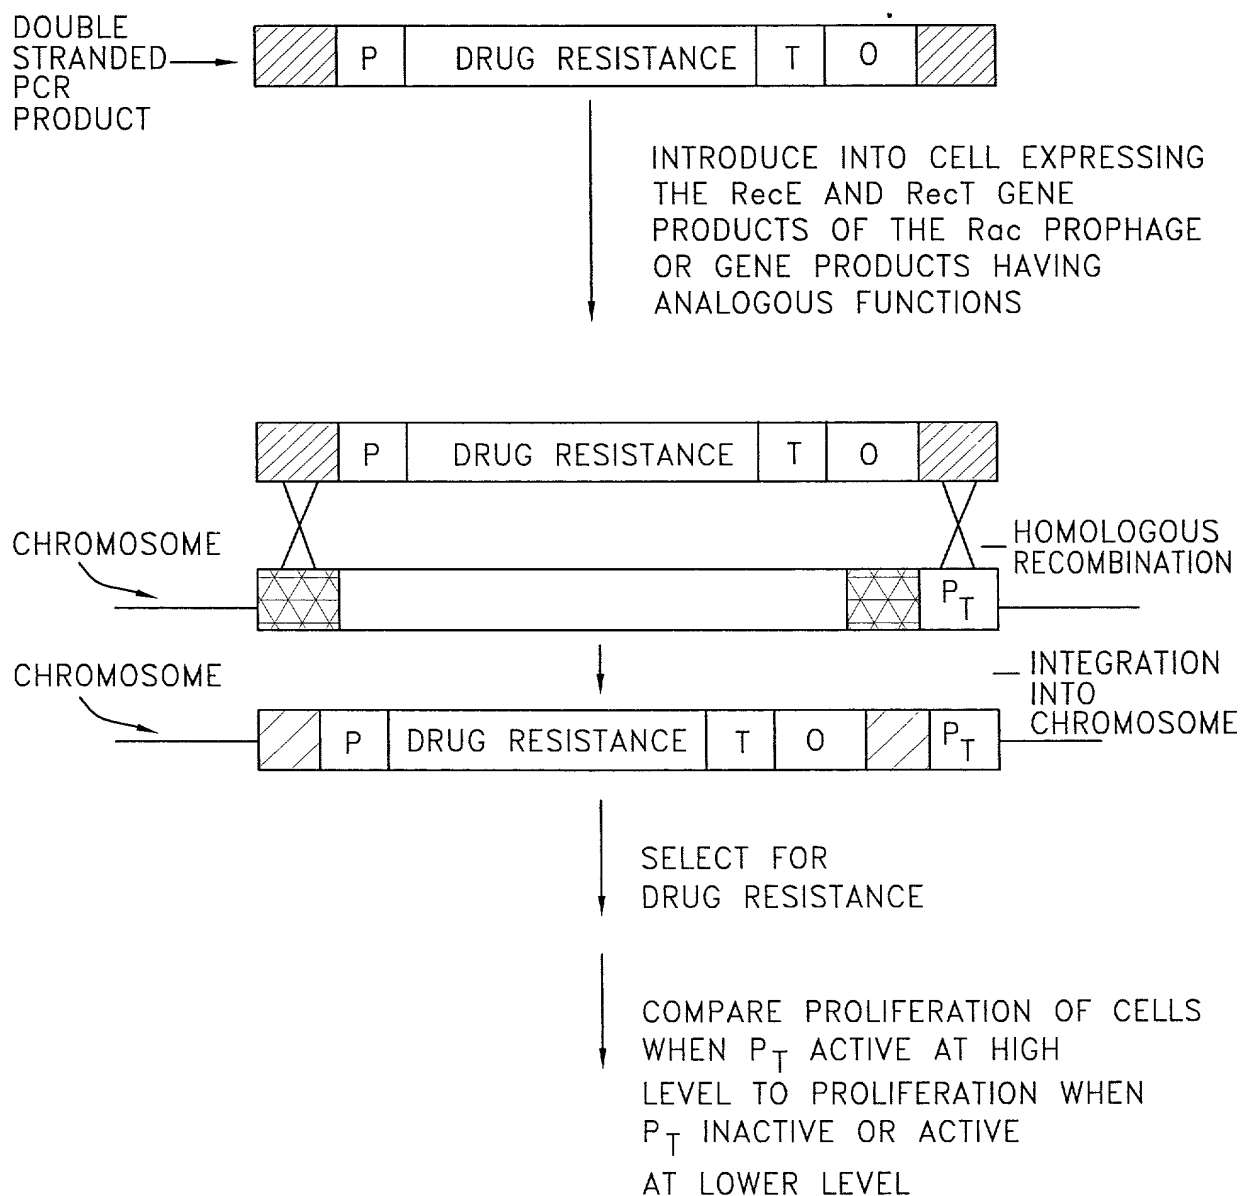 DOUBLE
STRANDED
PCR
PRODUCT
P DRUG RESISTANCE T O
INTRODUCE INTO CELL EXPRESSING
THE RecE AND RecT GENE
PRODUCTS OF THE Rac PROPHAGE
OR GENE PRODUCTS HAVING
ANALOGOUS FUNCTIONS
P DRUG RESISTANCE T O
CHROMOSOME
HOMOLOGOUS
RECOMBINATION
PT
CHROMOSOME
INTEGRATION
INTO
CHROMOSOME
P DRUG RESISTANCE T O PT
SELECT FOR
DRUG RESISTANCE
COMPARE PROLIFERATION OF CELLS
WHEN PT ACTIVE AT HIGH
LEVEL TO PROLIFERATION WHEN
PT INACTIVE OR ACTIVE
AT LOWER LEVEL